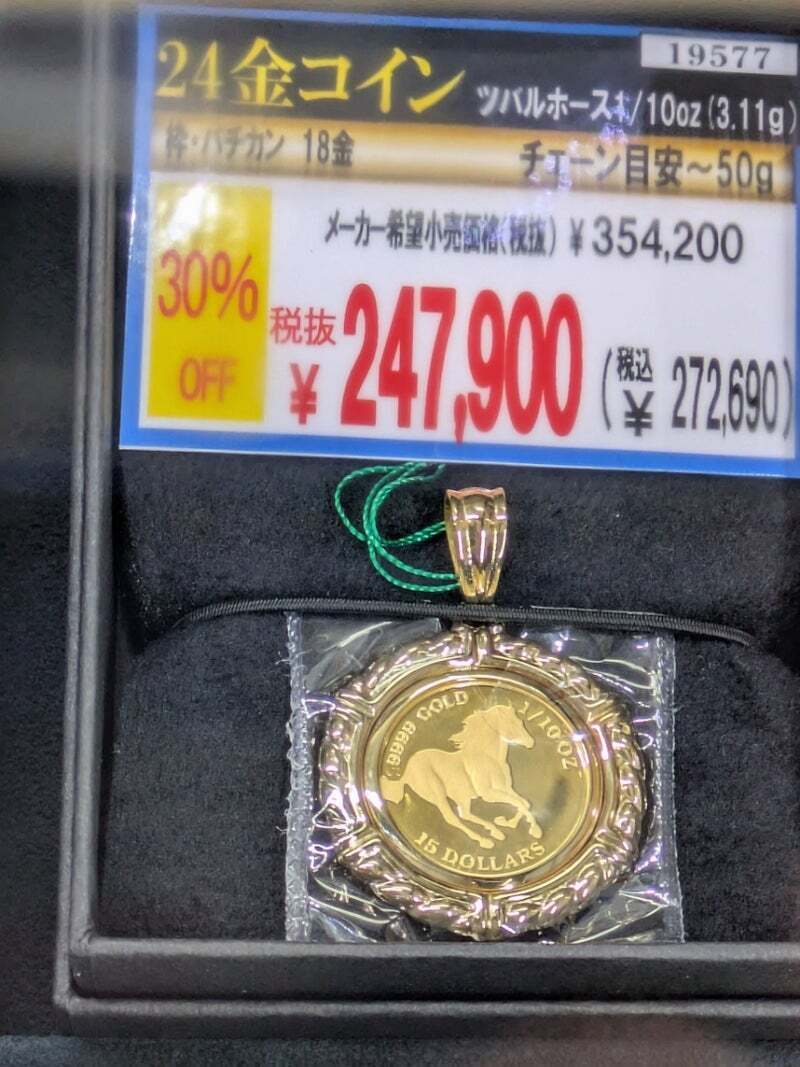 19577
24金コイン ツバルホース1/10oz(3.11g)
枠・バチカン 18金 チェーン目安～50g
メーカー希望小売価格(税抜) ¥354,200
30%
OFF
税抜
¥247,900
(税込
¥272,690)
.9999 GOLD 1/10OZ
15 DOLLARS